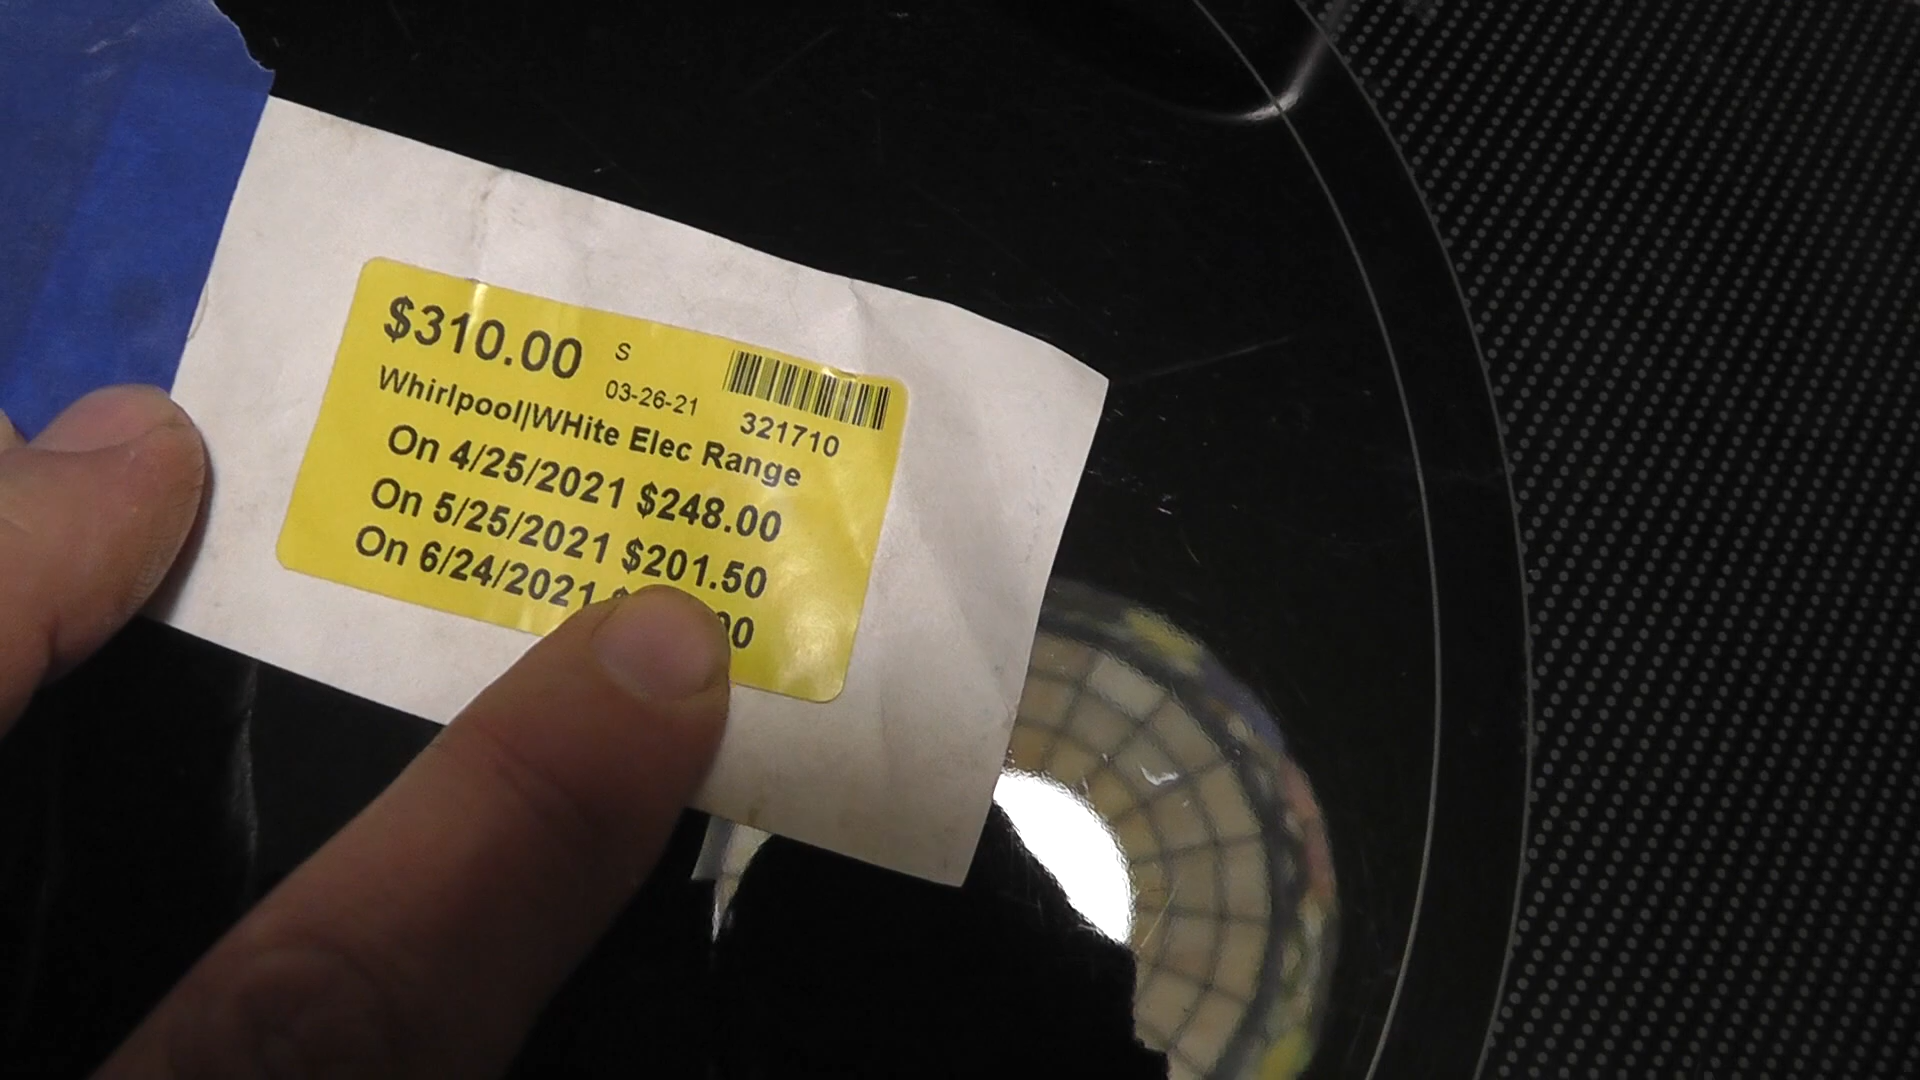 $310.00 S
03-26-21
321710
Whirlpool|WHite Elec Range
On 4/25/2021 $248.00
On 5/25/2021 $201.50
On 6/24/2021